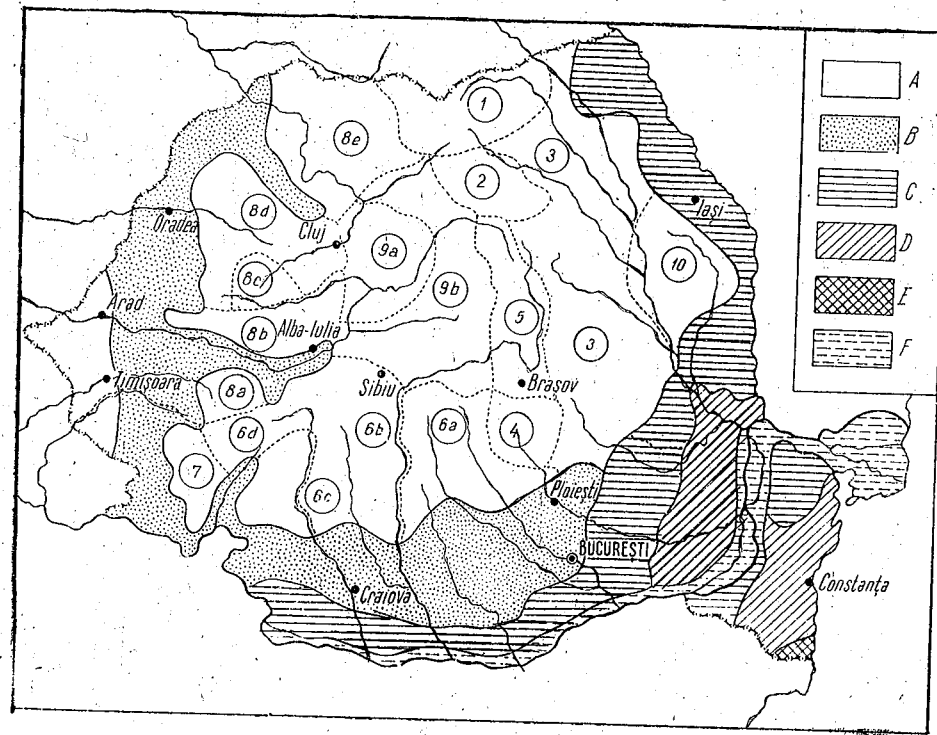 A
B
C
D
E
F
1
3
8e
2
Iași
8d
Oradea
Cluj
9a
10
8c
9b
Arad
8b
Alba-Iulia
5
3
Timișoara
8a
Sibiu
Brașov
6d
6b
6a
4
7
6c
Ploiești
BUCUREȘTI
Craiova
Constanța